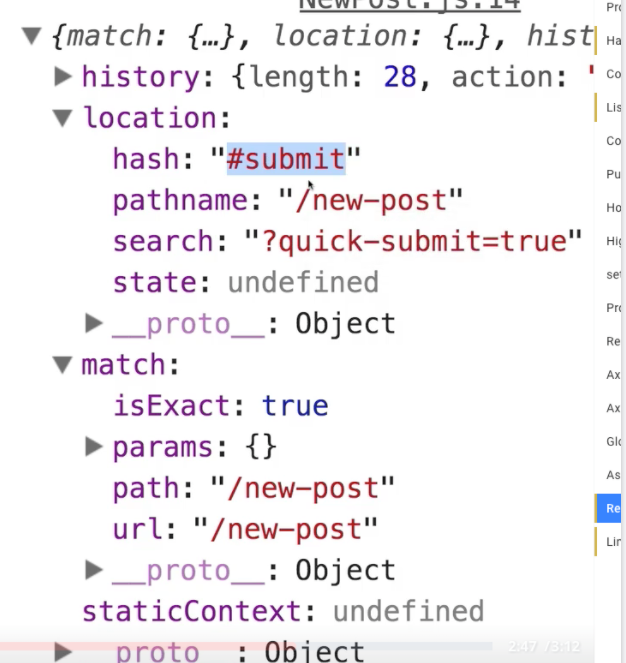 NewPost.js:14
▼ {match: {…}, location: {…}, hist
▶ history: {length: 28, action: '
▼ location:
hash: "#submit"
pathname: "/new-post"
search: "?quick-submit=true"
state: undefined
▶ __proto__: Object
▼ match:
isExact: true
▶ params: {}
path: "/new-post"
url: "/new-post"
▶ __proto__: Object
staticContext: undefined
▶ __proto__: Object
2:47 /3:12
Pro
Ha
Co
Lis
Co
Pu
Ho
Hig
set
Pro
Re
Ax
Ax
Glo
As
Re
Lin